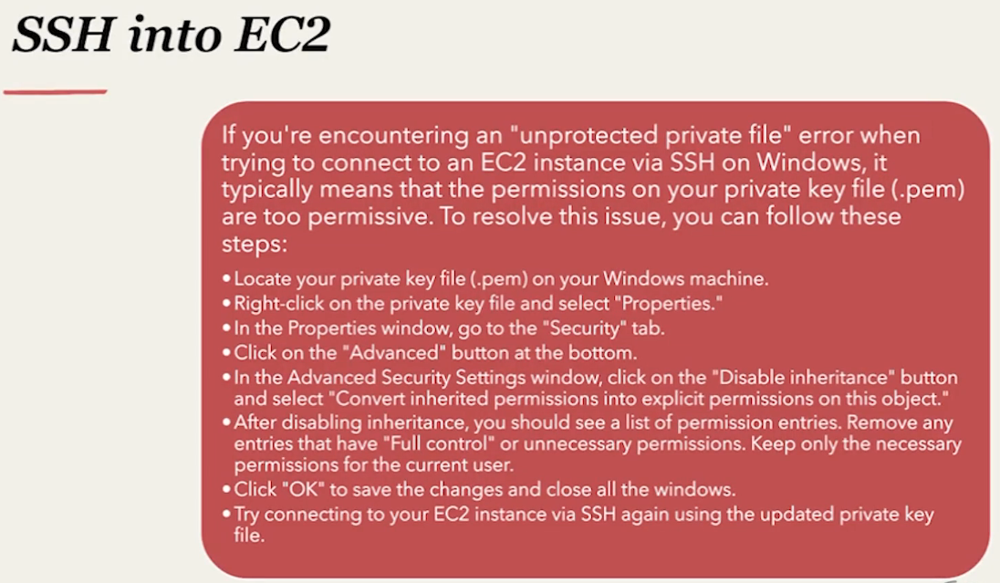 SSH into EC2
If you're encountering an "unprotected private file" error when
trying to connect to an EC2 instance via SSH on Windows, it
typically means that the permissions on your private key file (.pem)
are too permissive. To resolve this issue, you can follow these
steps:
•Locate your private key file (.pem) on your Windows machine.
•Right-click on the private key file and select "Properties."
•In the Properties window, go to the "Security" tab.
•Click on the "Advanced" button at the bottom.
•In the Advanced Security Settings window, click on the "Disable inheritance" button
and select "Convert inherited permissions into explicit permissions on this object."
•After disabling inheritance, you should see a list of permission entries. Remove any
entries that have "Full control" or unnecessary permissions. Keep only the necessary
permissions for the current user.
•Click "OK" to save the changes and close all the windows.
•Try connecting to your EC2 instance via SSH again using the updated private key
file.